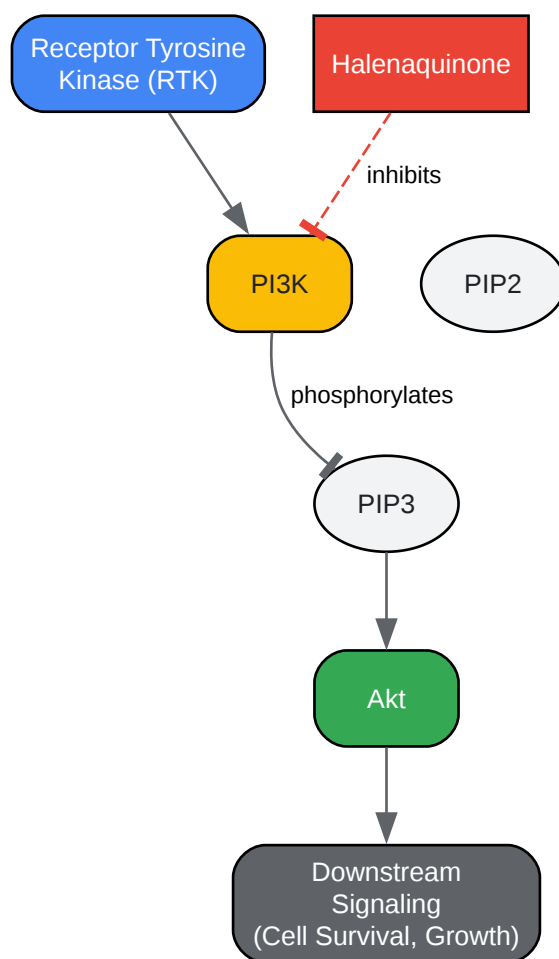 Receptor Tyrosine
Kinase (RTK)
Halenaquinone
inhibits
PI3K
PIP2
phosphorylates
PIP3
Akt
Downstream
Signaling
(Cell Survival, Growth)